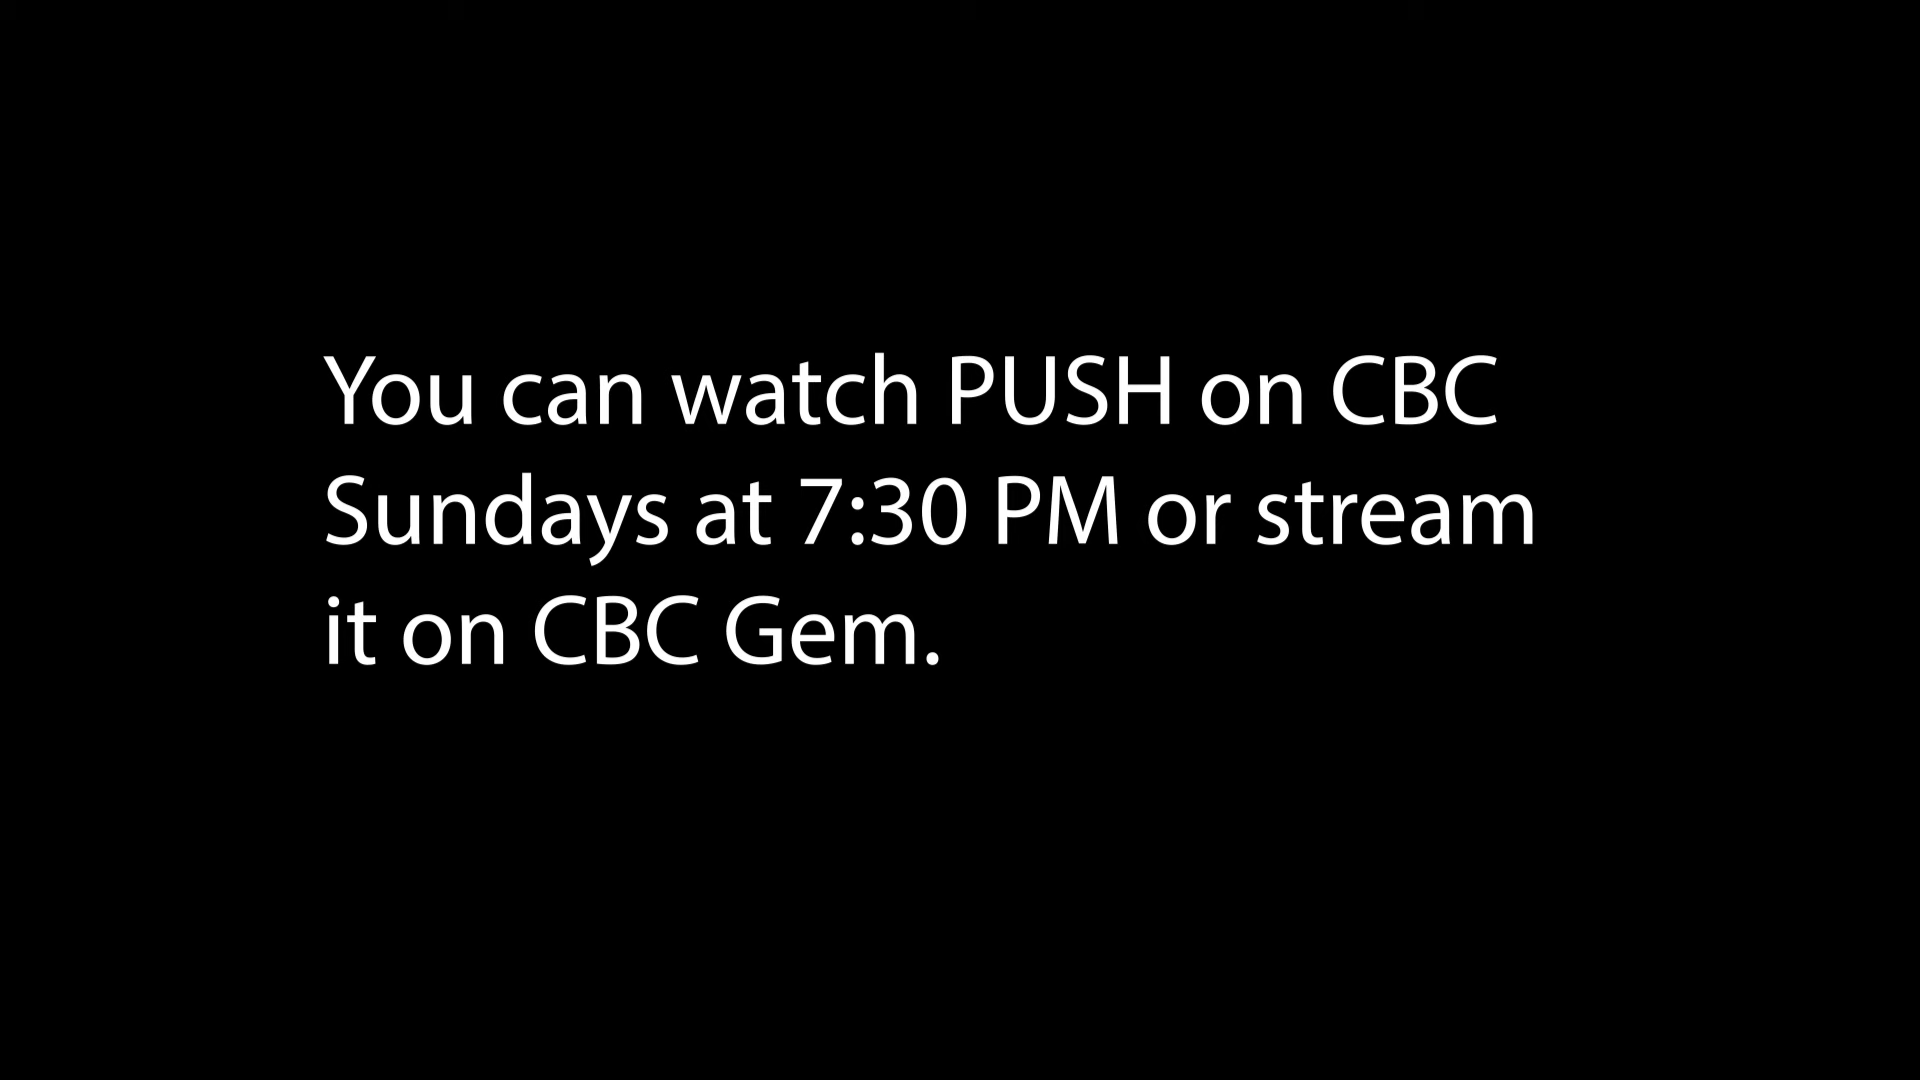 You can watch PUSH on CBC
Sundays at 7:30 PM or stream
it on CBC Gem.